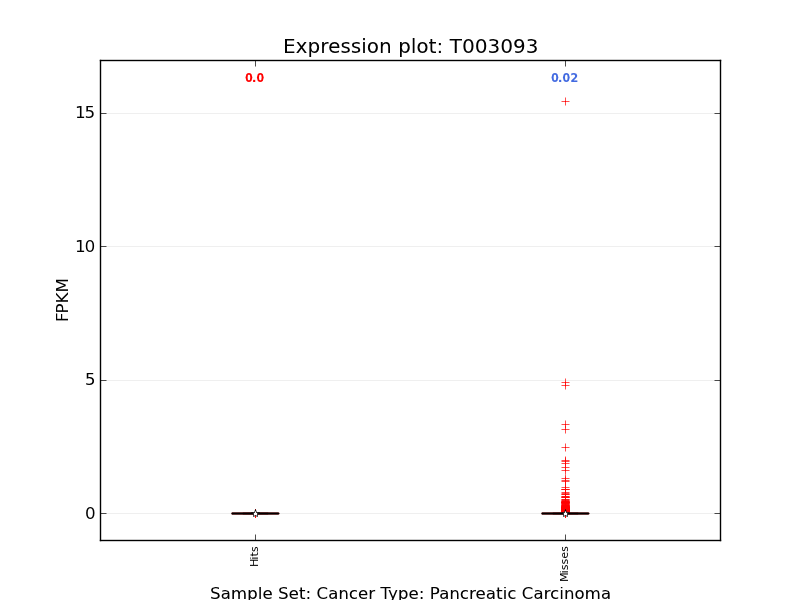 Expression plot: T003093
0.0
0.02
15
10
5
0
FPKM
Hits
Misses
Sample Set: Cancer Type: Pancreatic Carcinoma